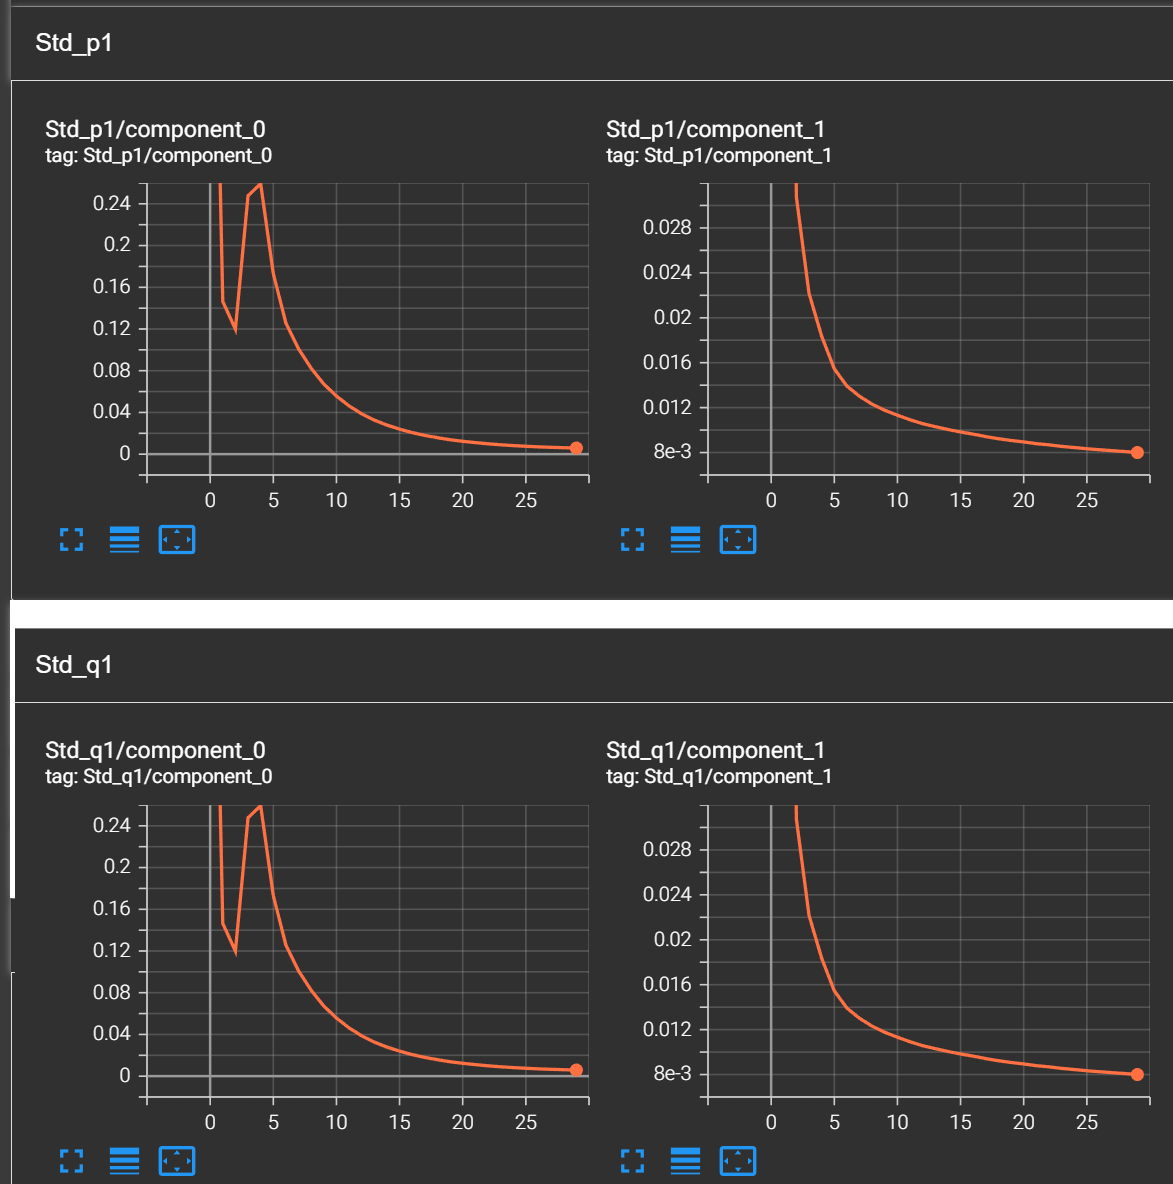 Std_p1
Std_p1/component_0
tag: Std_p1/component_0
0.24
0.2
0.16
0.12
0.08
0.04
0
0 5 10 15 20 25
Std_p1/component_1
tag: Std_p1/component_1
0.028
0.024
0.02
0.016
0.012
8e-3
0 5 10 15 20 25
Std_q1
Std_q1/component_0
tag: Std_q1/component_0
0.24
0.2
0.16
0.12
0.08
0.04
0
0 5 10 15 20 25
Std_q1/component_1
tag: Std_q1/component_1
0.028
0.024
0.02
0.016
0.012
8e-3
0 5 10 15 20 25